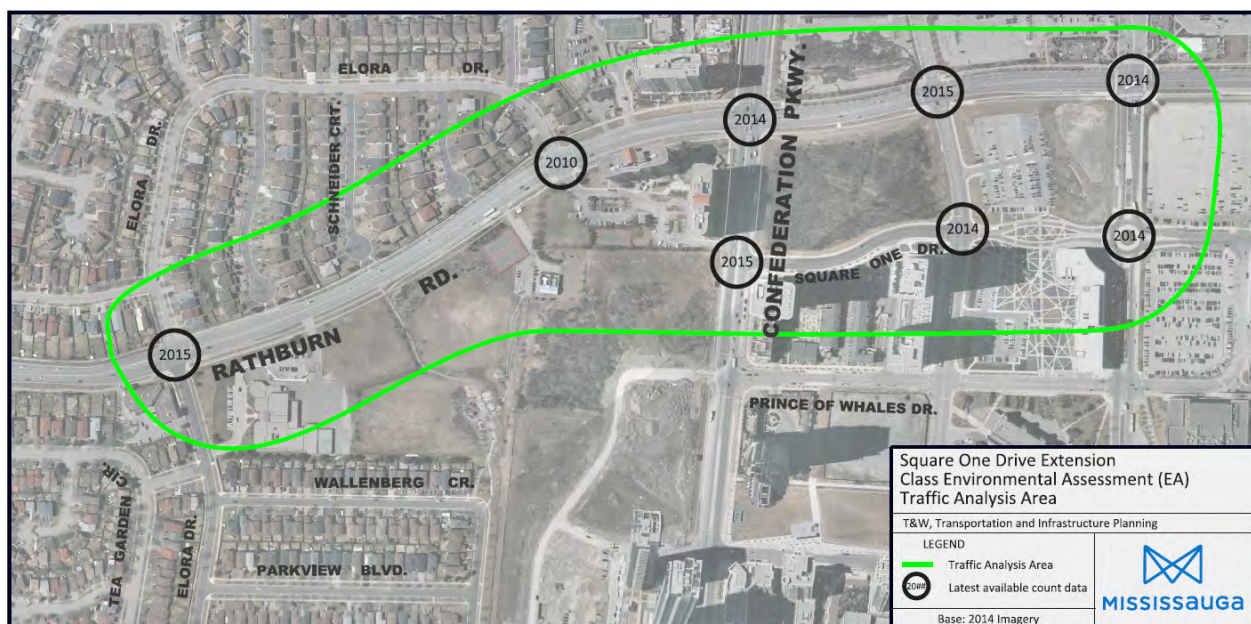 ELORA DR.
ELORA DR.
SCHNEIDER CRT.
2010
2014
CONFEDERATION PKWY.
2015
2014
2015
RATHBURN RD.
2015
SQUARE ONE DR.
2014
2014
PRINCE OF WHALES DR.
WALLENBERG CR.
TEA GARDEN CIR.
ELORA DR.
PARKVIEW BLVD.
Square One Drive Extension
Class Environmental Assessment (EA)
Traffic Analysis Area
T&W, Transportation and Infrastructure Planning
LEGEND
Traffic Analysis Area
20## Latest available count data
Base: 2014 Imagery
MISSISSauGa